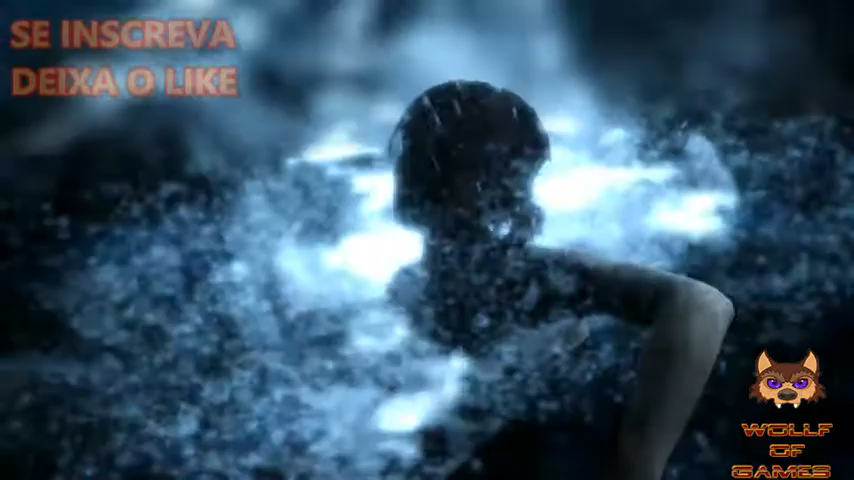 SE INSCREVA
DEIXA O LIKE
WOLLF
OF
GAMES